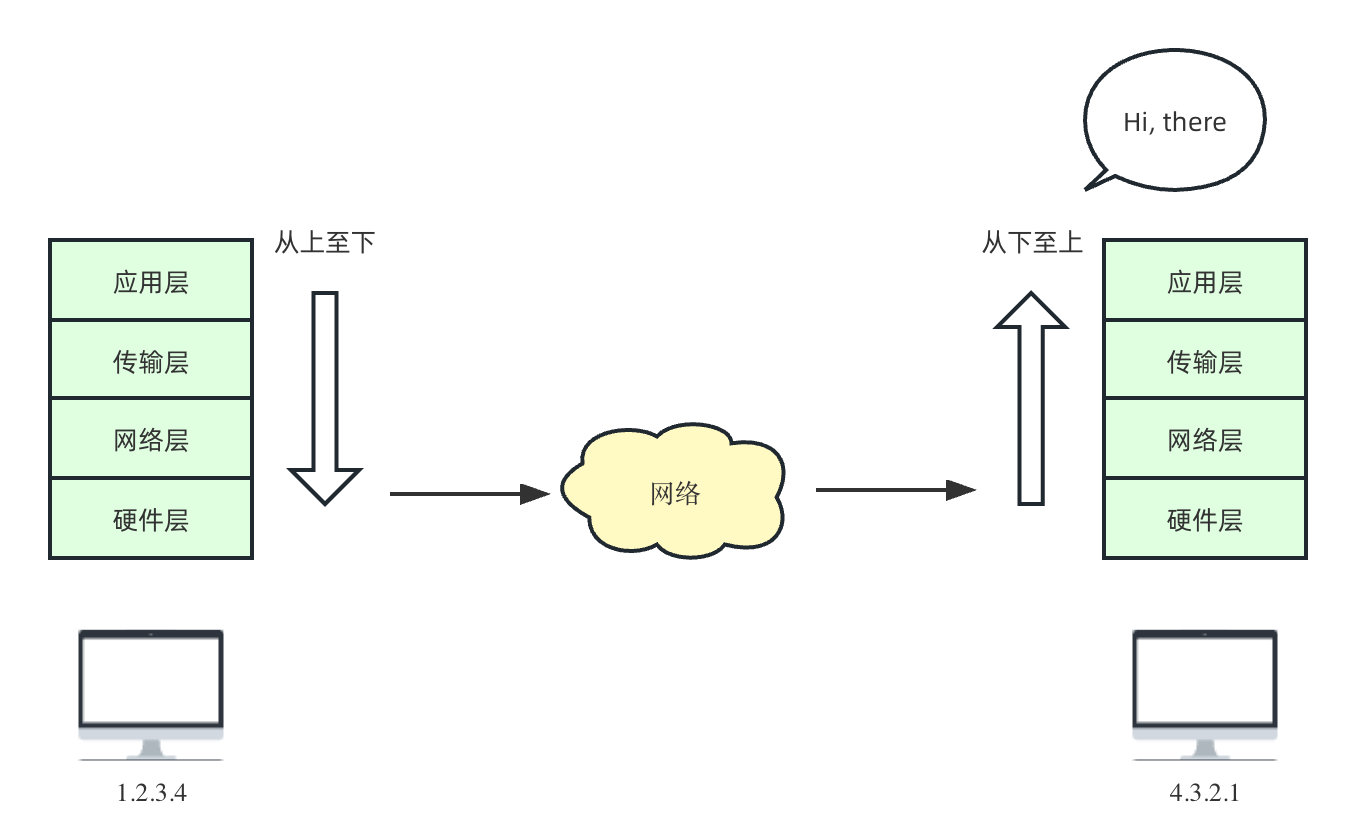 Hi, there
从上至下
从下至上
应用层
传输层
网络层
硬件层
网络
应用层
传输层
网络层
硬件层
1.2.3.4
4.3.2.1